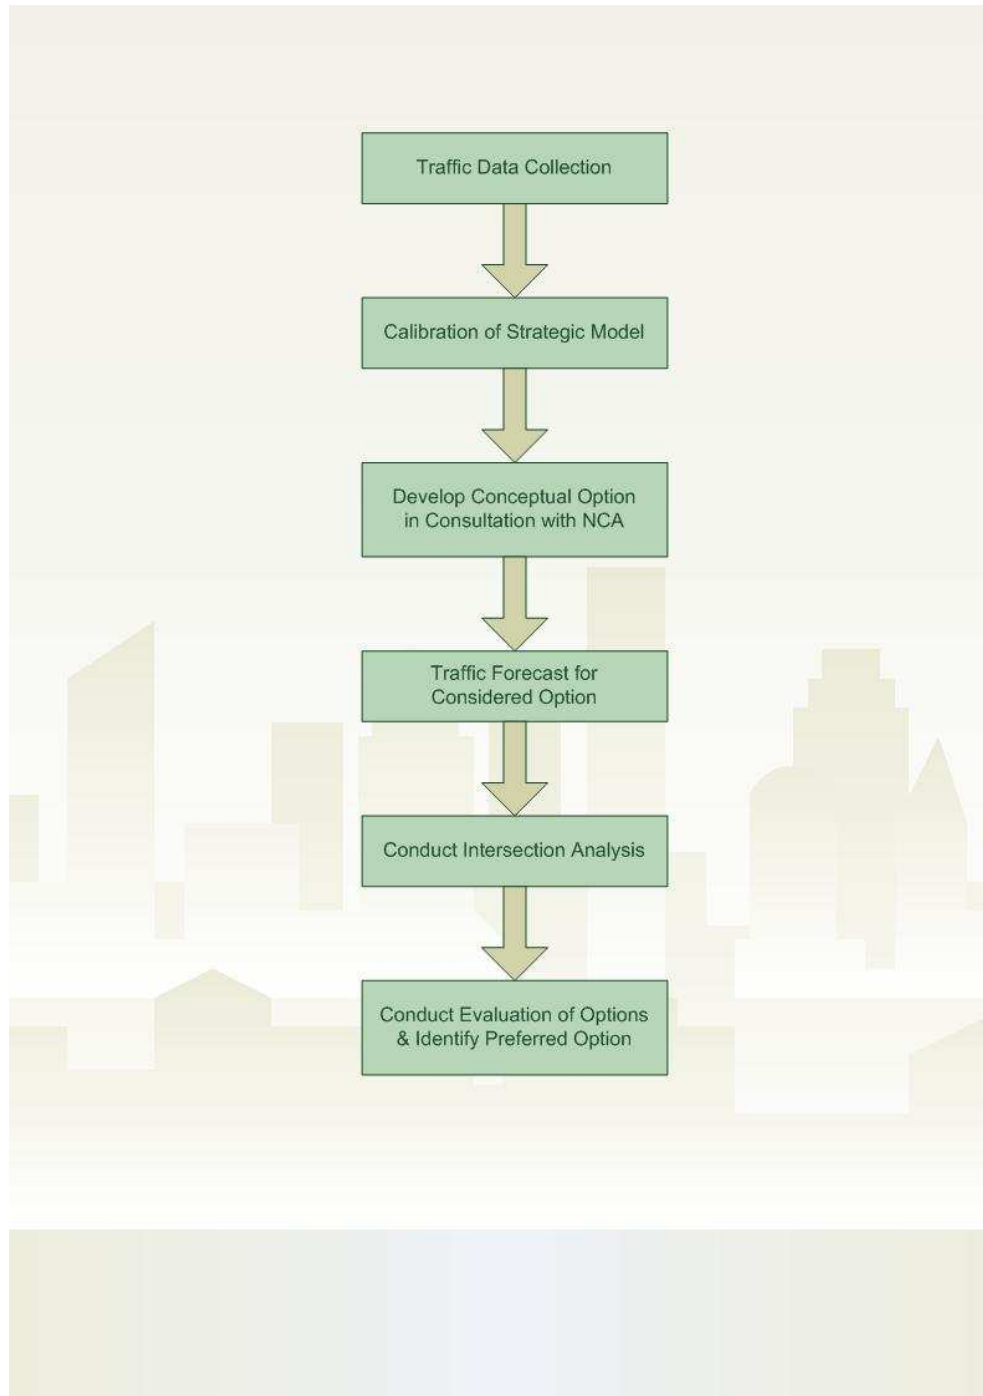 Traffic Data Collection
Calibration of Strategic Model
Develop Conceptual Option
in Consultation with NCA
Traffic Forecast for
Considered Option
Conduct Intersection Analysis
Conduct Evaluation of Options
& Identify Preferred Option